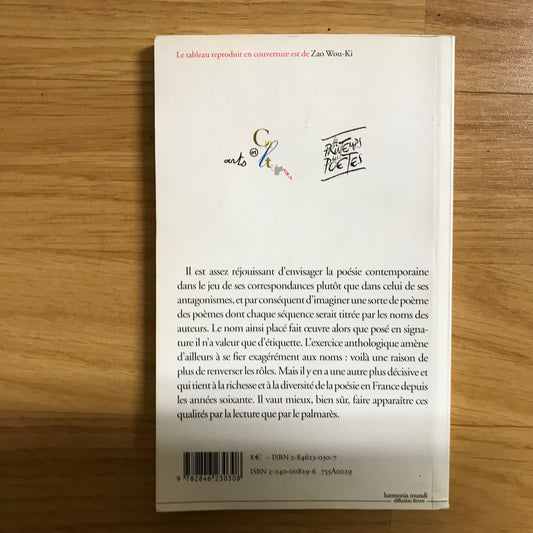 Le tableau reproduit en couverture est de Zao Wou-Ki
arts et Cultures
Le PRINTEMPS
des POÈTES
Il est assez réjouissant d’envisager la poésie contemporaine
dans le jeu de ses correspondances plutôt que dans celui de ses
antagonismes, et par conséquent d’imaginer une sorte de poème
des poèmes dont chaque séquence serait titrée par les noms des
auteurs. Le nom ainsi placé fait œuvre alors que posé en signa-
ture il n’a valeur que d’étiquette. L’exercice anthologique amène
d’ailleurs à se fier exagérément aux noms : voilà une raison de
plus de renverser les rôles. Mais il y en a une autre plus décisive et
qui tient à la richesse et à la diversité de la poésie en France depuis
les années soixante. Il vaut mieux, bien sûr, faire apparaître ces
qualités par la lecture que par le palmarès.
8 € - ISBN 2-84623-030-7
ISBN 2-240-00829-6 755A0229
9 782846 230308
harmonia mundi
diffusion livres